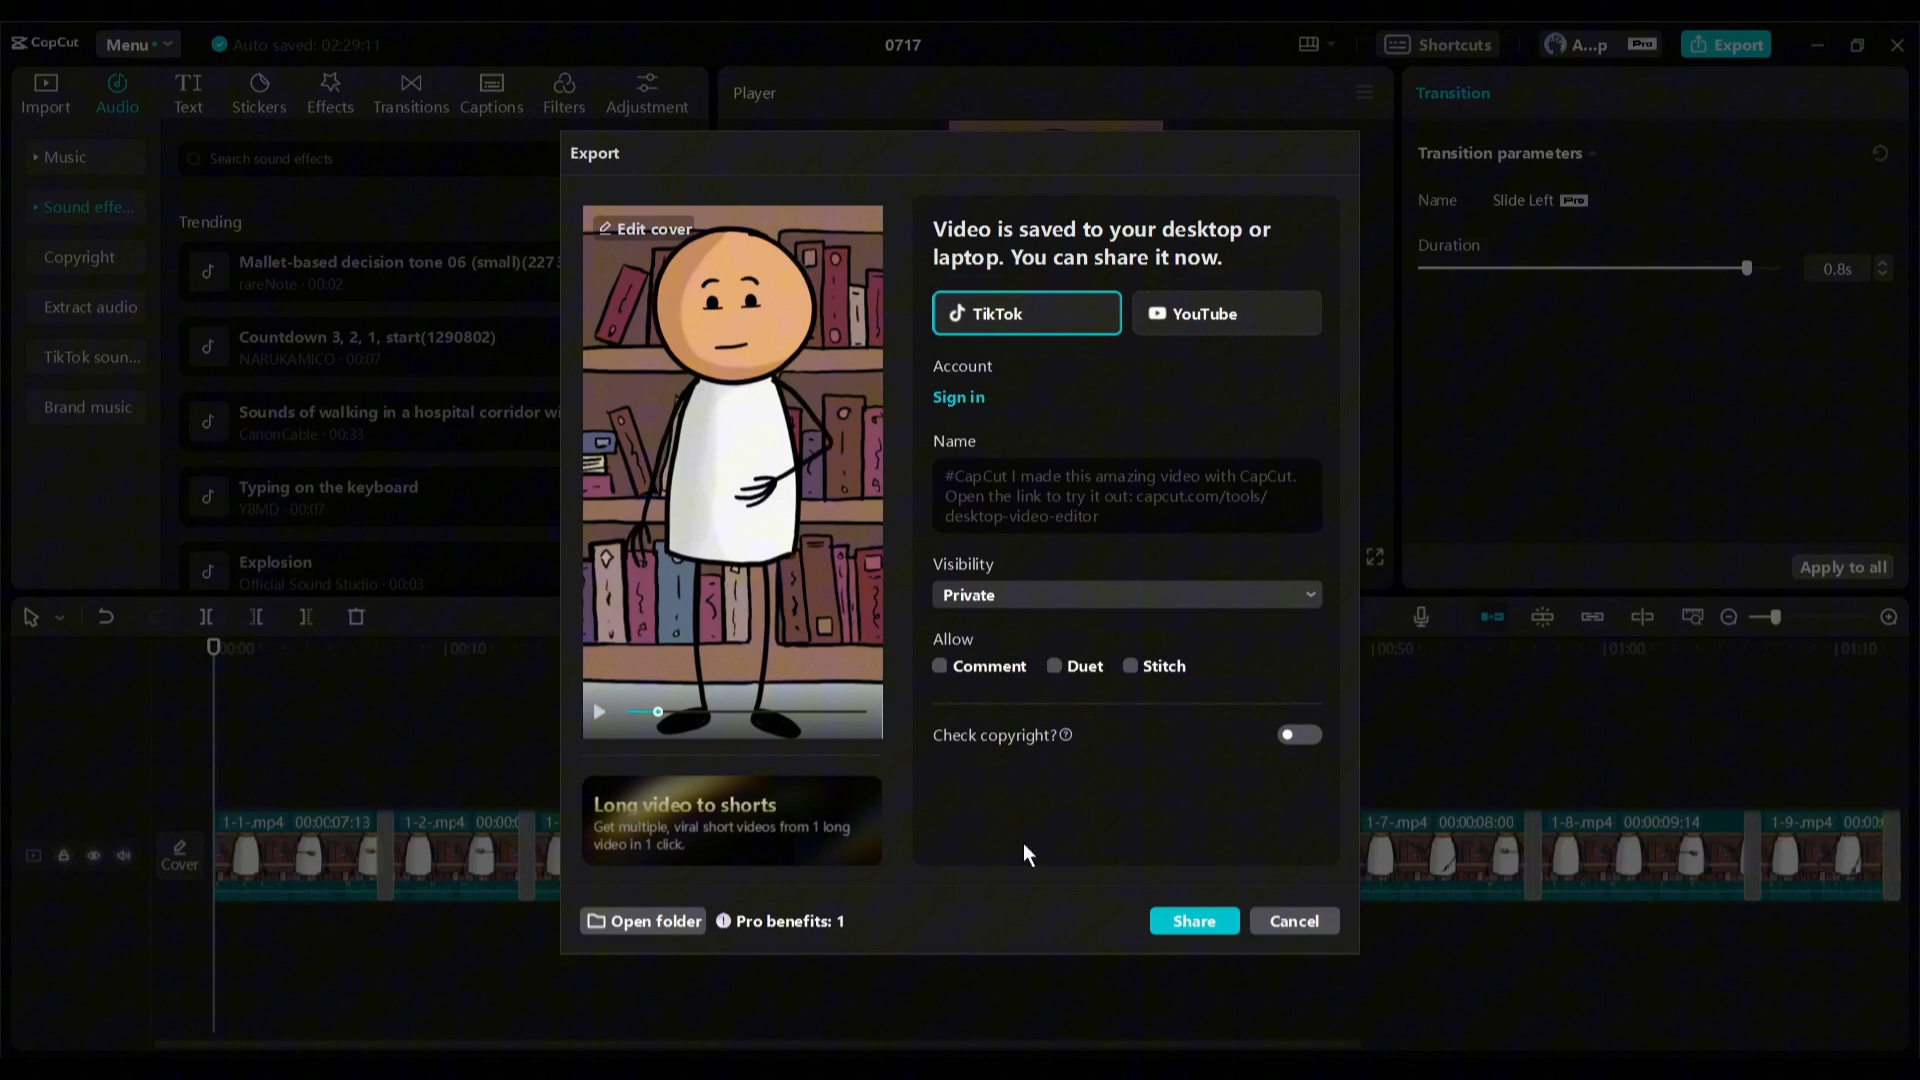 CapCut
Menu
Auto saved: 02:29:11
0717
Shortcuts
A...p
Pro
Export
Import
Audio
Text
Stickers
Effects
Transitions
Captions
Filters
Adjustment
Music
Sound effe...
Copyright
Extract audio
TikTok soun...
Brand music
Search sound effects
Trending
Mallet-based decision tone 06 (small)(2273
rareNote · 00:02
Countdown 3, 2, 1, start(1290802)
NARUKAMICO · 00:07
Sounds of walking in a hospital corridor wi
CanonCable · 00:33
Typing on the keyboard
Y8MD · 00:07
Explosion
Official Sound Studio · 00:03
Player
Export
Edit cover
Long video to shorts
Get multiple, viral short videos from 1 long
video in 1 click.
Video is saved to your desktop or
laptop. You can share it now.
TikTok
YouTube
Account
Sign in
Name
#CapCut I made this amazing video with CapCut.
Open the link to try it out: capcut.com/tools/
desktop-video-editor
Visibility
Private
Allow
Comment
Duet
Stitch
Check copyright?
Open folder
Pro benefits: 1
Share
Cancel
Transition
Transition parameters
Name
Slide Left
Pro
Duration
0.8s
Apply to all
00:00
00:10
00:50
01:00
01:10
Cover
1-1-.mp4 00:00:07:13
1-2-.mp4 00:00:0
1-
1-7-.mp4 00:00:08:00
1-8-.mp4 00:00:09:14
1-9-.mp4 00:00: